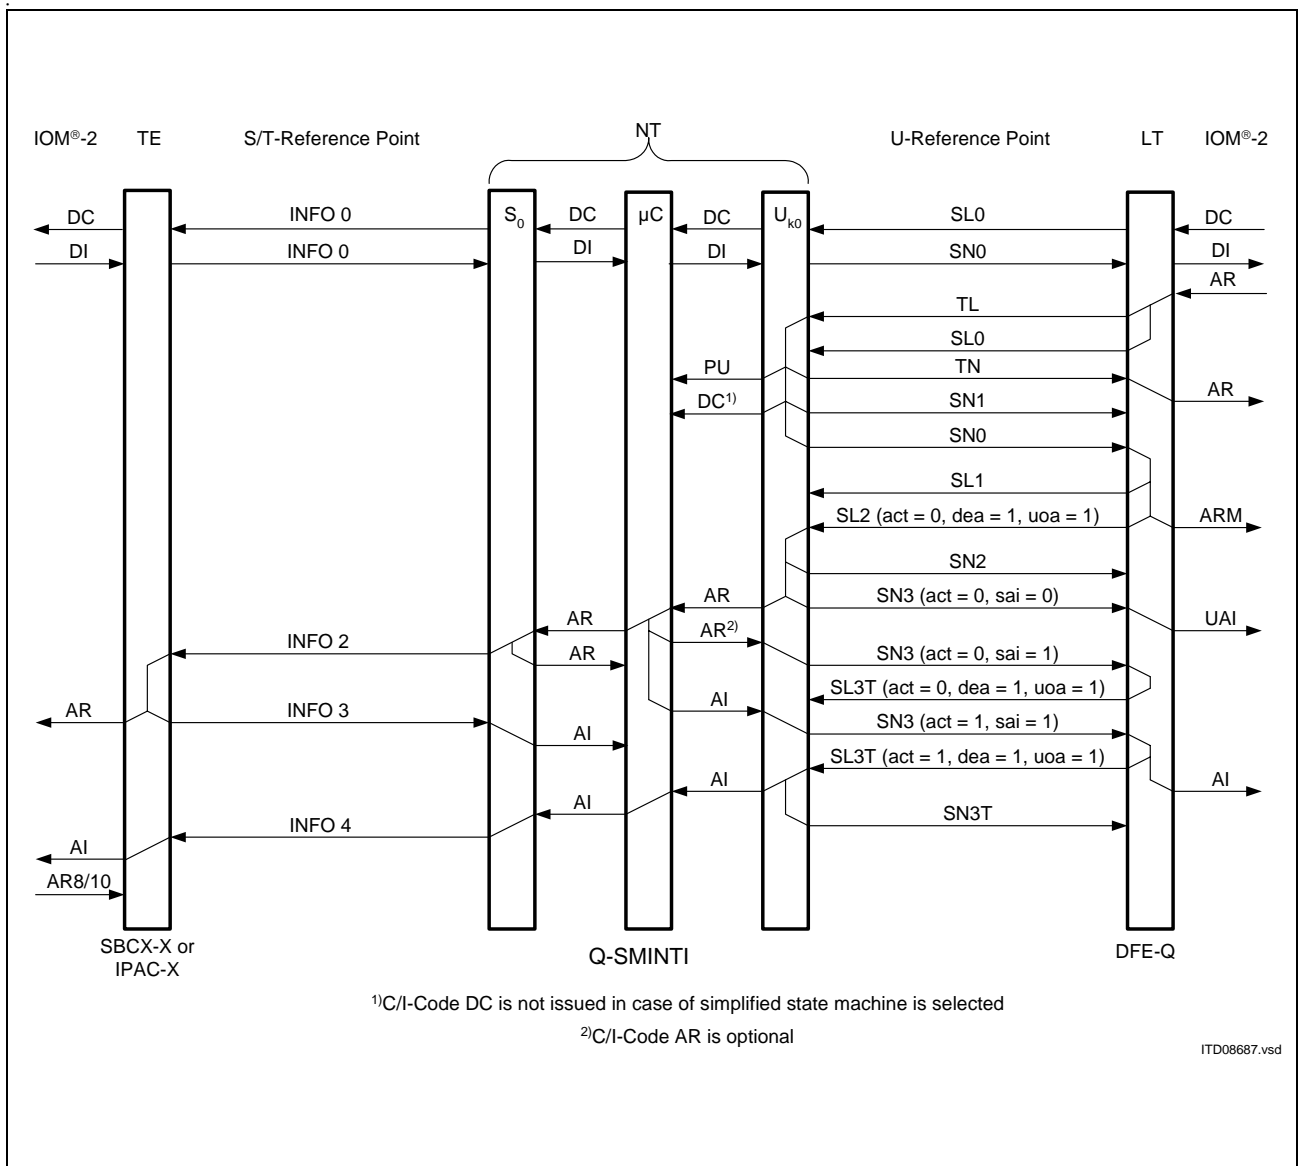 .
NT
IOM®-2 TE S/T-Reference Point U-Reference Point LT IOM®-2
S0 µC Uk0
DC INFO 0 DC DC SL0 DC
DI INFO 0 DI DI SN0 DI
AR
TL
SL0
PU TN AR
DC1) SN1
SN0
SL1
SL2 (act = 0, dea = 1, uoa = 1) ARM
SN2
AR SN3 (act = 0, sai = 0) UAI
AR
INFO 2 AR AR2) SN3 (act = 0, sai = 1)
SL3T (act = 0, dea = 1, uoa = 1)
AR INFO 3 AI SN3 (act = 1, sai = 1)
AI
SL3T (act = 1, dea = 1, uoa = 1)
AI AI
AI
INFO 4 SN3T
AI
AR8/10
SBCX-X or
IPAC-X
Q-SMINTI
DFE-Q
1)C/I-Code DC is not issued in case of simplified state machine is selected
2)C/I-Code AR is optional
ITD08687.vsd